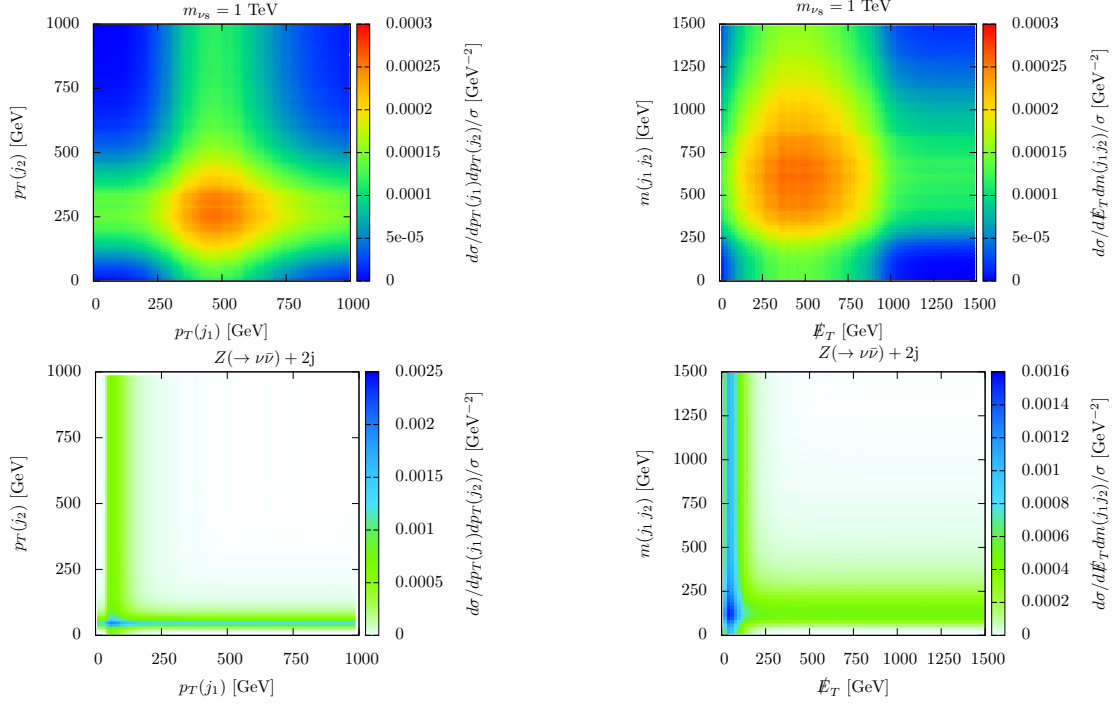 m_{ν_8} = 1 TeV
1000
750
500
250
0
p_T(j_2) [GeV]
0 250 500 750 1000
p_T(j_1) [GeV]
0.0003
0.00025
0.0002
0.00015
0.0001
5e-05
0
dσ/dp_T(j_1)dp_T(j_2)/σ [GeV^{−2}]
m_{ν_8} = 1 TeV
1500
1250
1000
750
500
250
0
m(j_1 j_2) [GeV]
0 250 500 750 1000 1250 1500
E̸_T [GeV]
0.0003
0.00025
0.0002
0.00015
0.0001
5e-05
0
dσ/dE̸_T dm(j_1j_2)/σ [GeV^{−2}]
Z(→ νν̄) + 2j
1000
750
500
250
0
p_T(j_2) [GeV]
0 250 500 750 1000
p_T(j_1) [GeV]
0.0025
0.002
0.0015
0.001
0.0005
0
dσ/dp_T(j_1)dp_T(j_2)/σ [GeV^{−2}]
Z(→ νν̄) + 2j
1500
1250
1000
750
500
250
0
m(j_1 j_2) [GeV]
0 250 500 750 1000 1250 1500
E̸_T [GeV]
0.0016
0.0014
0.0012
0.001
0.0008
0.0006
0.0004
0.0002
0
dσ/dE̸_T dm(j_1j_2)/σ [GeV^{−2}]